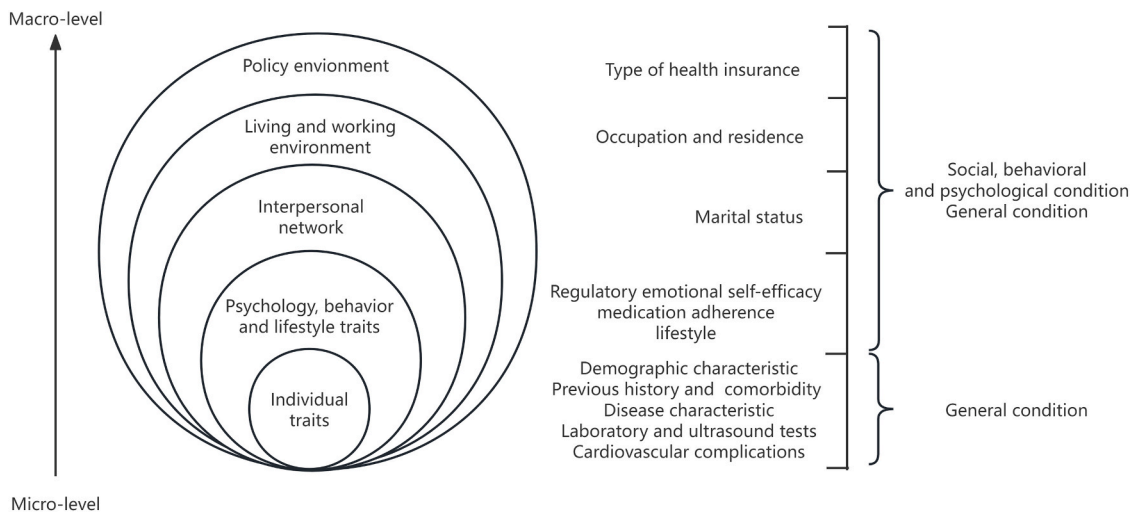 Macro-level
Policy envionment
Living and working
environment
Interpersonal
network
Psychology, behavior
and lifestyle traits
Individual
traits
Micro-level
Type of health insurance
Occupation and residence
Marital status
Regulatory emotional self-efficacy
medication adherence
lifestyle
Demographic characteristic
Previous history and comorbidity
Disease characteristic
Laboratory and ultrasound tests
Cardiovascular complications
Social, behavioral
and psychological condition
General condition
General condition